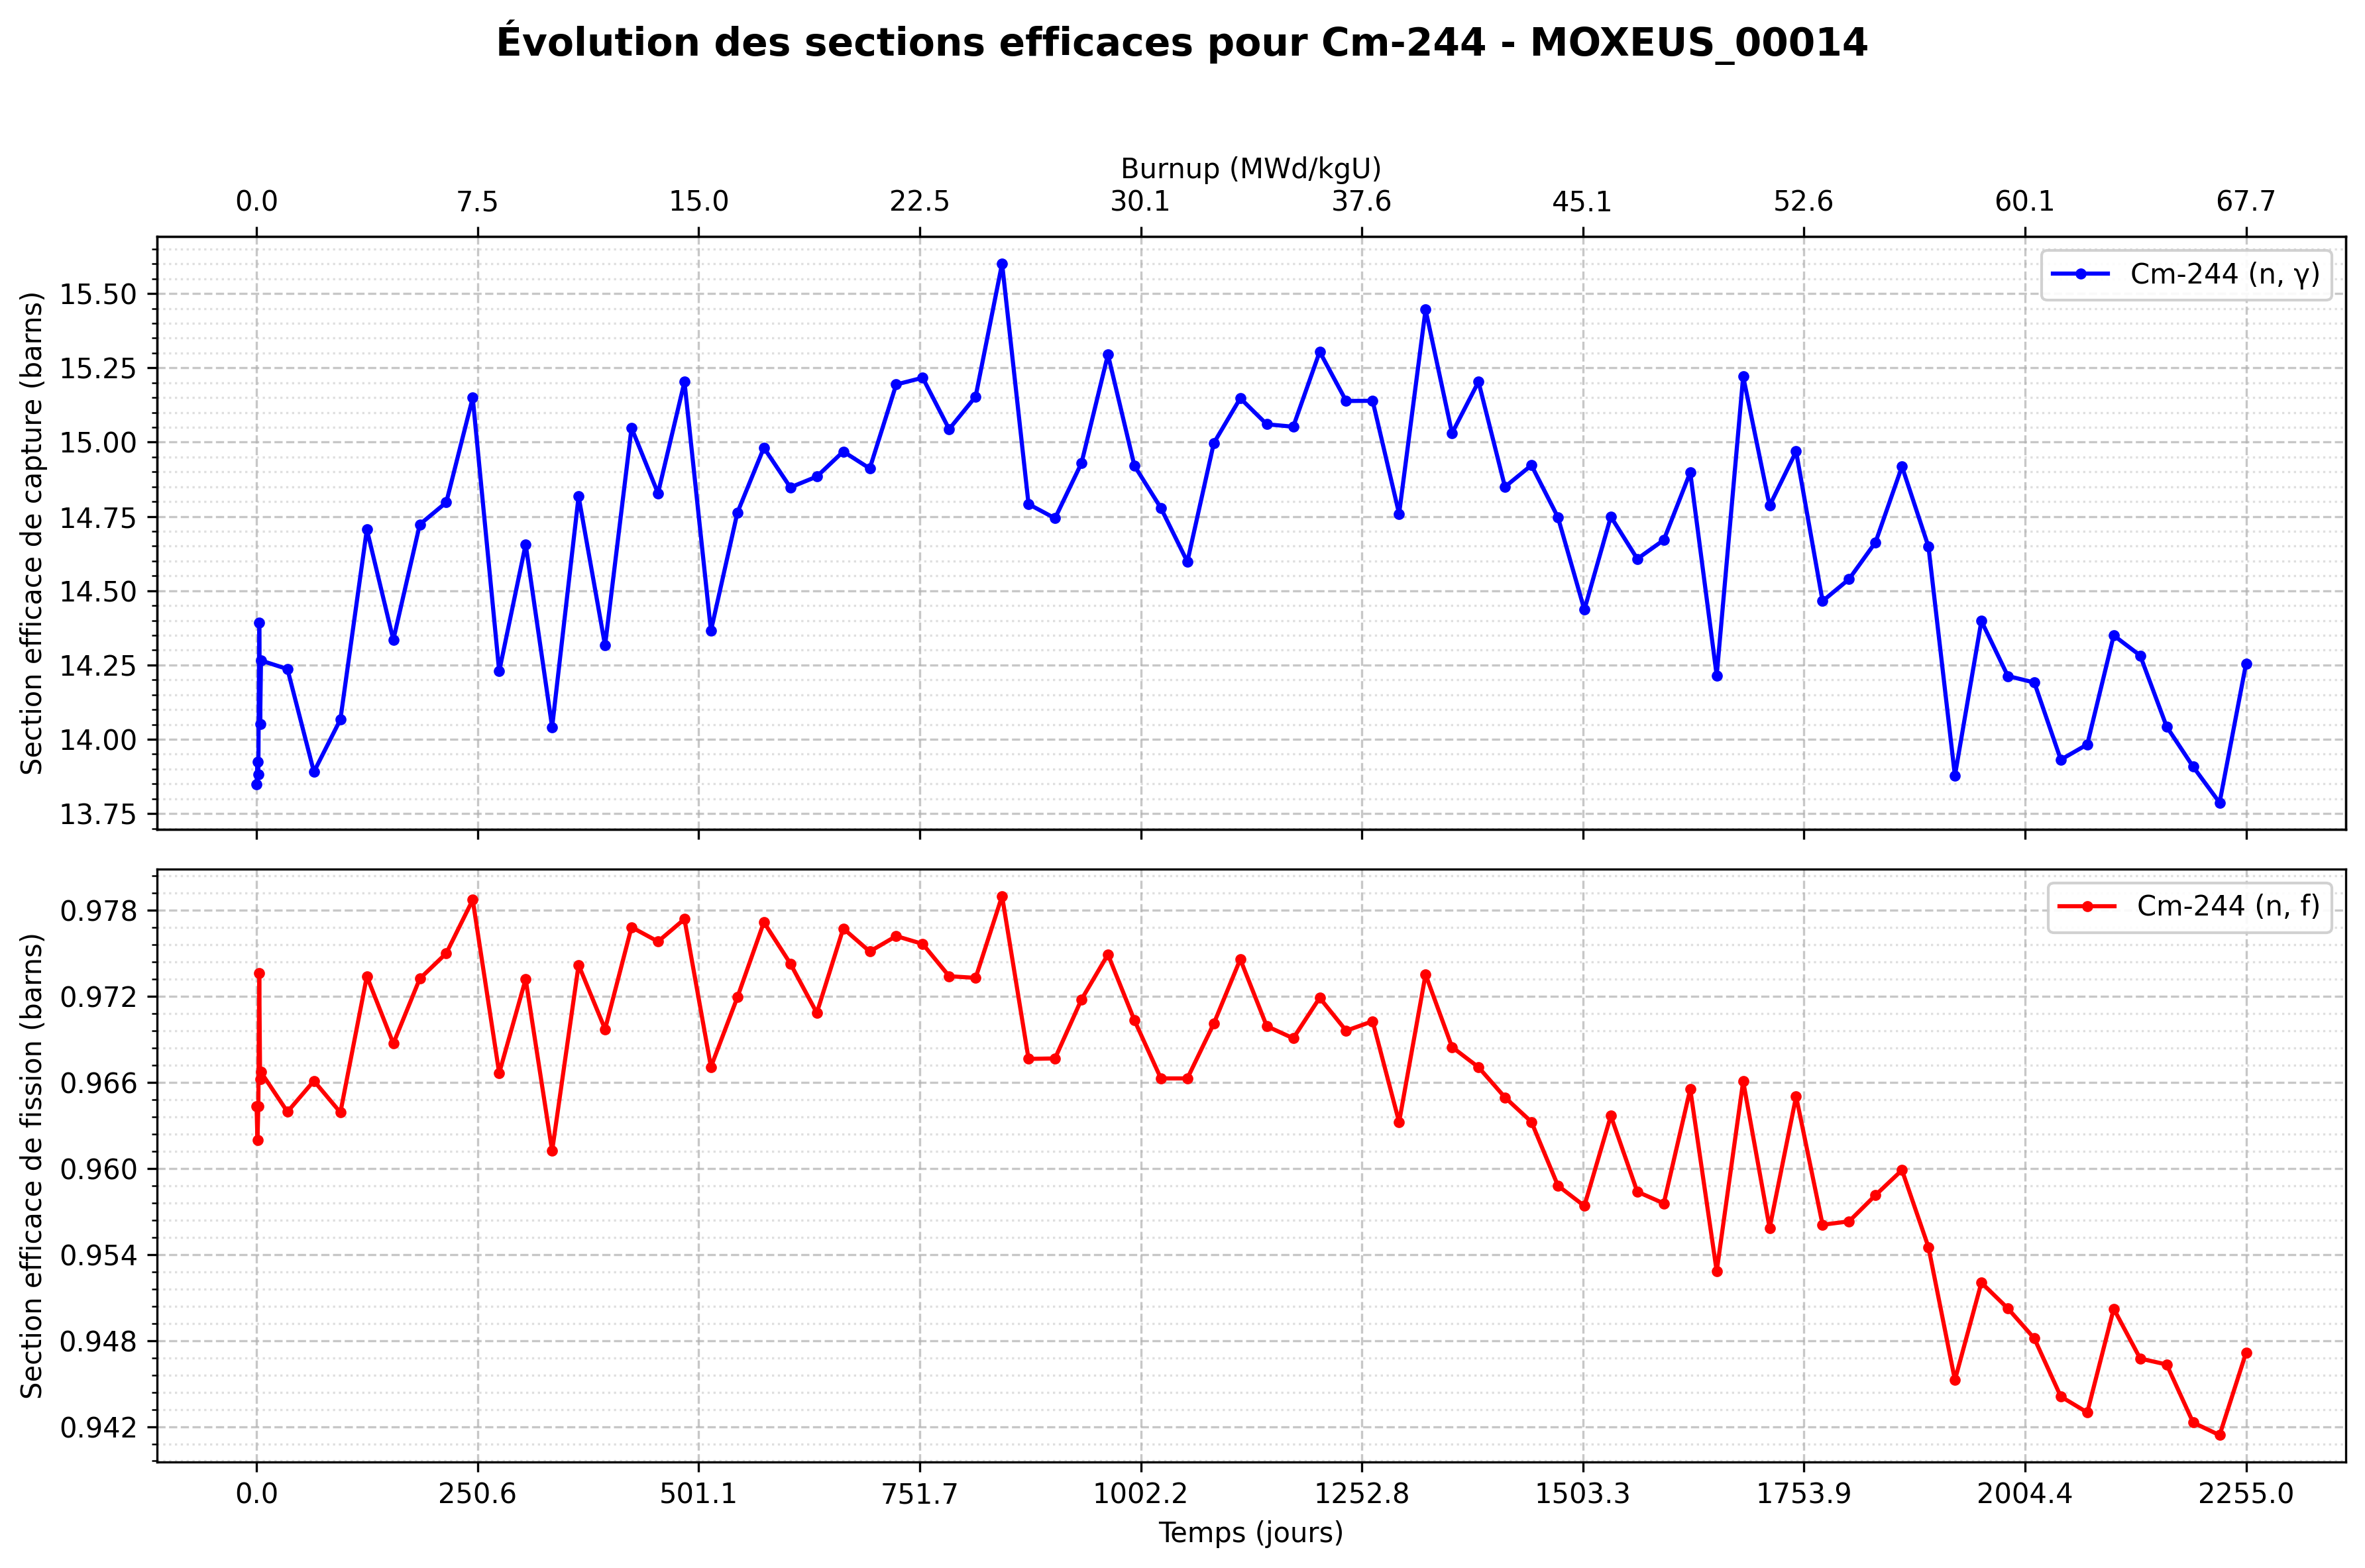 Évolution des sections efficaces pour Cm-244 - MOXEUS_00014
Burnup (MWd/kgU)
0.0 7.5 15.0 22.5 30.1 37.6 45.1 52.6 60.1 67.7
Section efficace de capture (barns)
15.50
15.25
15.00
14.75
14.50
14.25
14.00
13.75
Cm-244 (n, γ)
Section efficace de fission (barns)
0.978
0.972
0.966
0.960
0.954
0.948
0.942
Cm-244 (n, f)
0.0 250.6 501.1 751.7 1002.2 1252.8 1503.3 1753.9 2004.4 2255.0
Temps (jours)